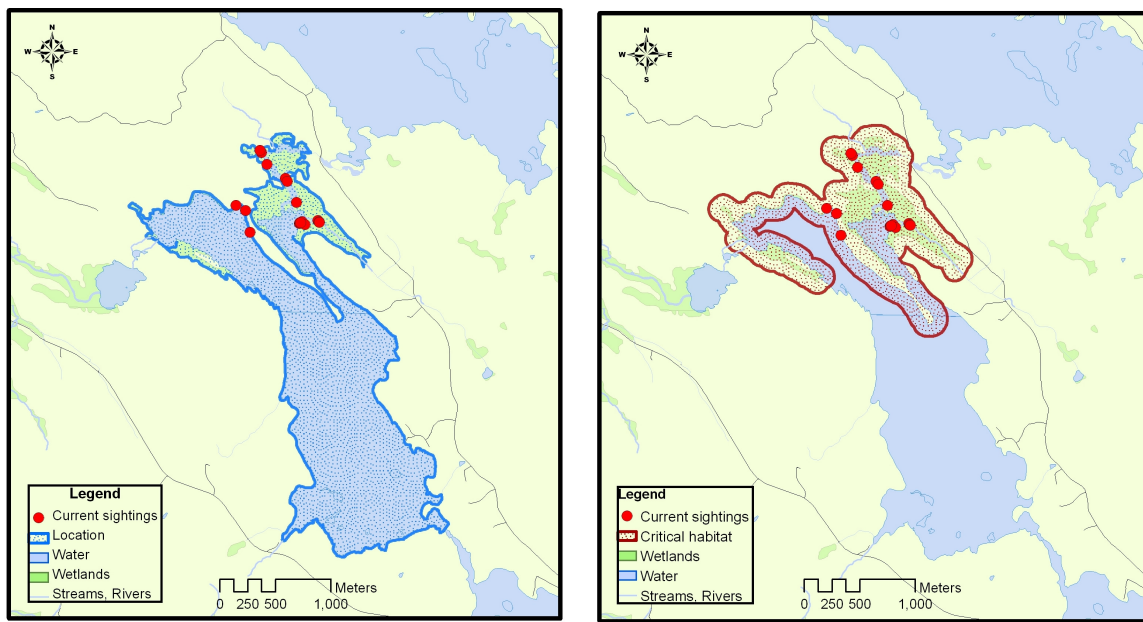 N
W E
S
Legend
Current sightings
Location
Water
Wetlands
Streams, Rivers
Meters
0 250 500 1,000
N
W E
S
Legend
Current sightings
Critical habitat
Wetlands
Water
Streams, Rivers
Meters
0 250 500 1,000